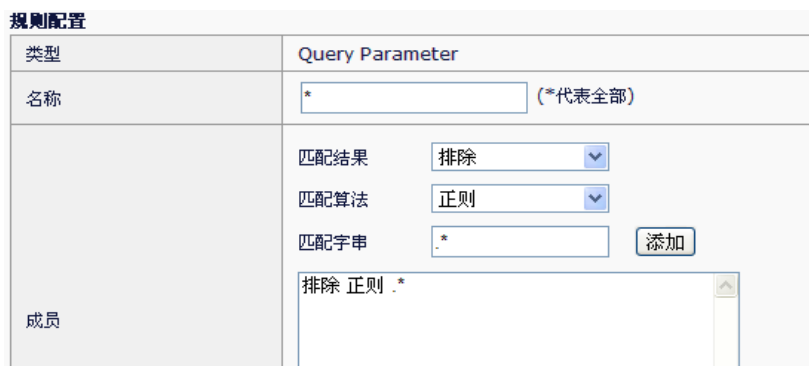 规则配置
类型 Query Parameter
名称 * (*代表全部)
匹配结果 排除
匹配算法 正则
匹配字串 .* 添加
排除 正则 .*
成员